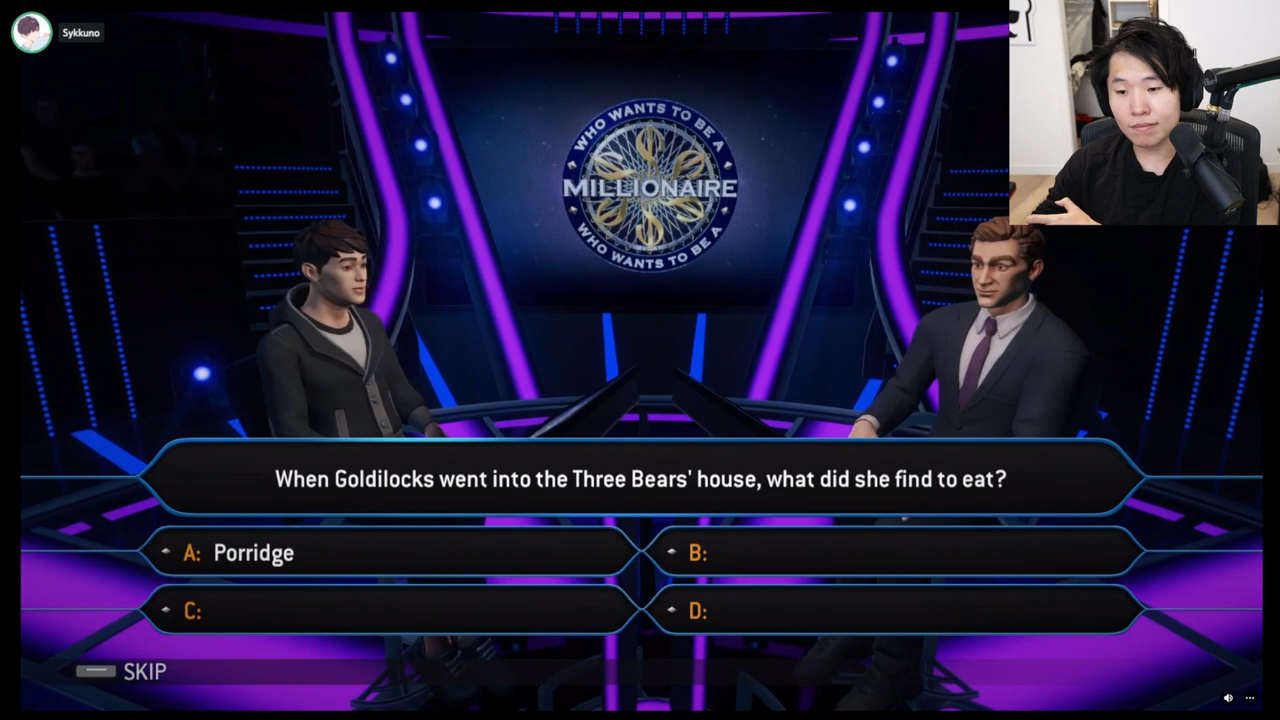 Sykkuno
WHO WANTS TO BE A
MILLIONAIRE
WHO WANTS TO BE A
When Goldilocks went into the Three Bears' house, what did she find to eat?
A: Porridge
B:
C:
D:
SKIP